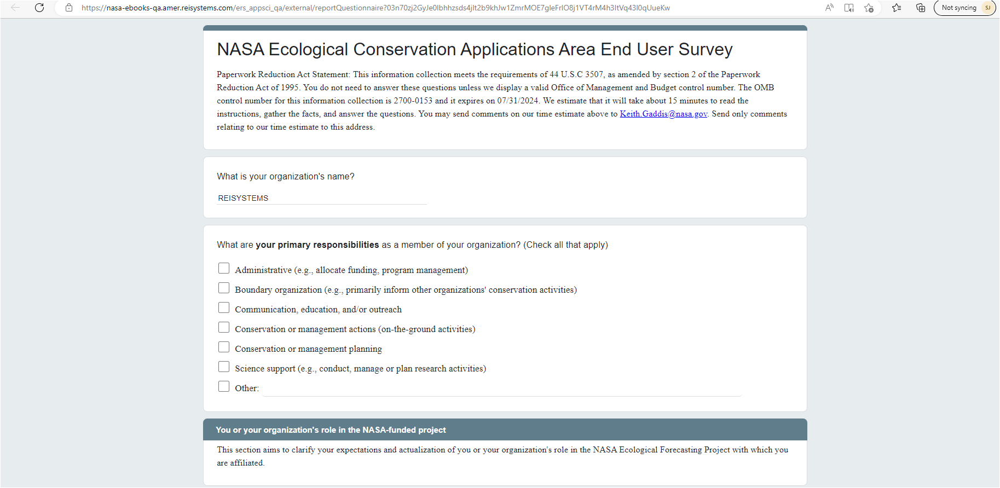 https://nasa-ebooks-qa.amer.reisystems.com/ers_appsci_qa/external/reportQuestionnaire?03n70zj2GyJe0lbhhzsds4jlt2b9khJw1ZmrMOE7gIeFrIO8j1VT4rM4h3ItVq43I0qUueKw
Not syncing SJ
NASA Ecological Conservation Applications Area End User Survey
Paperwork Reduction Act Statement: This information collection meets the requirements of 44 U.S.C 3507, as amended by section 2 of the Paperwork
Reduction Act of 1995. You do not need to answer these questions unless we display a valid Office of Management and Budget control number. The OMB
control number for this information collection is 2700-0153 and it expires on 07/31/2024. We estimate that it will take about 15 minutes to read the
instructions, gather the facts, and answer the questions. You may send comments on our time estimate above to Keith.Gaddis@nasa.gov. Send only comments
relating to our time estimate to this address.
What is your organization's name?
REISYSTEMS
What are your primary responsibilities as a member of your organization? (Check all that apply)
Administrative (e.g., allocate funding, program management)
Boundary organization (e.g., primarily inform other organizations' conservation activities)
Communication, education, and/or outreach
Conservation or management actions (on-the-ground activities)
Conservation or management planning
Science support (e.g., conduct, manage or plan research activities)
Other:
You or your organization's role in the NASA-funded project
This section aims to clarify your expectations and actualization of you or your organization's role in the NASA Ecological Forecasting Project with which you
are affiliated.